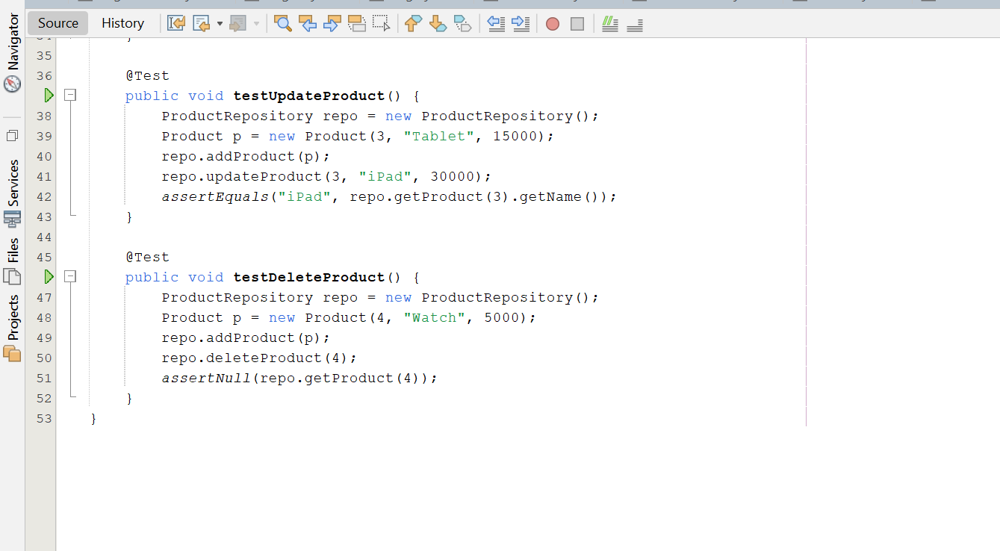 Source History
Navigator
Services
Files
Projects
35
36 @Test
public void testUpdateProduct() {
38 ProductRepository repo = new ProductRepository();
39 Product p = new Product(3, "Tablet", 15000);
40 repo.addProduct(p);
41 repo.updateProduct(3, "iPad", 30000);
42 assertEquals("iPad", repo.getProduct(3).getName());
43 }
44
45 @Test
public void testDeleteProduct() {
47 ProductRepository repo = new ProductRepository();
48 Product p = new Product(4, "Watch", 5000);
49 repo.addProduct(p);
50 repo.deleteProduct(4);
51 assertNull(repo.getProduct(4));
52 }
53 }